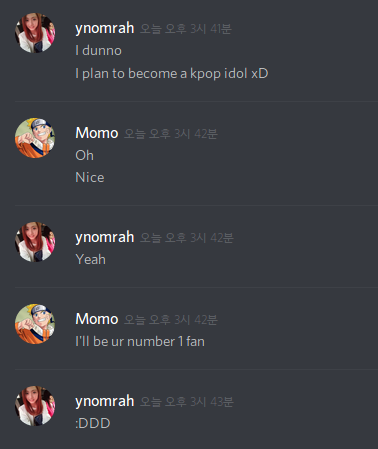 ynomrah 오늘 오후 3시 41분
I dunno
I plan to become a kpop idol xD
Momo 오늘 오후 3시 42분
Oh
Nice
ynomrah 오늘 오후 3시 42분
Yeah
Momo 오늘 오후 3시 42분
I'll be ur number 1 fan
ynomrah 오늘 오후 3시 43분
:DDD